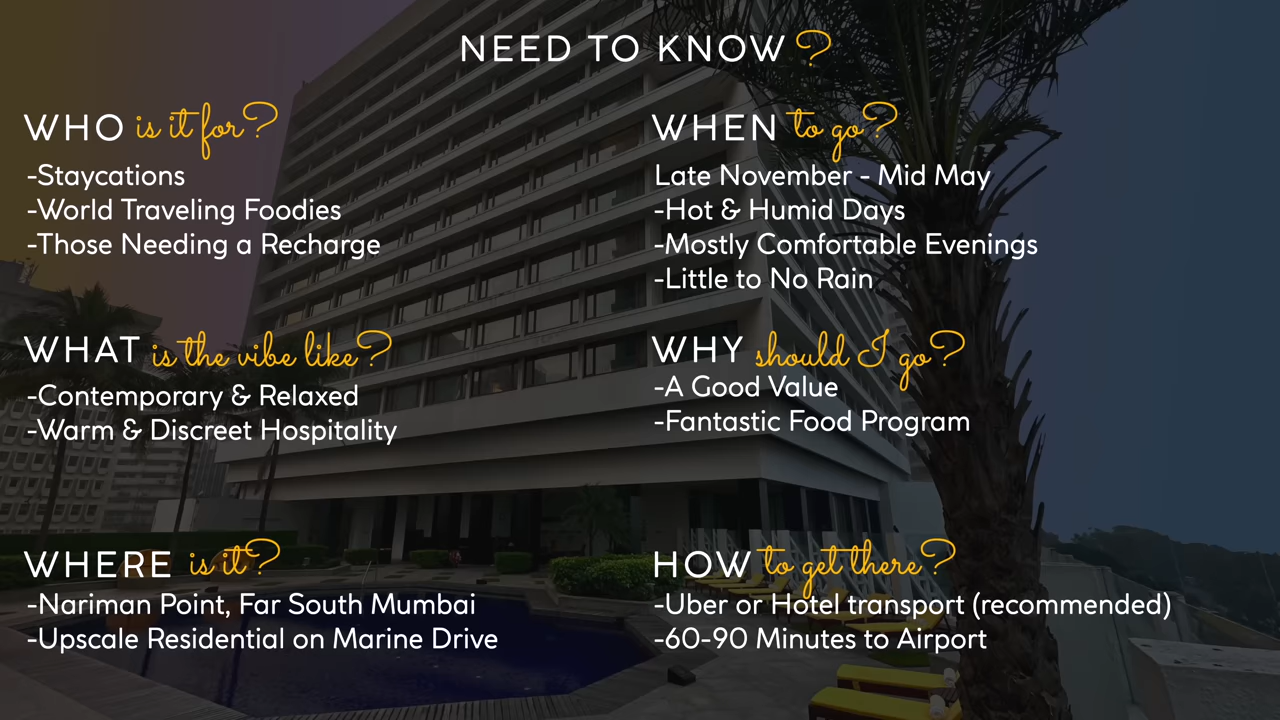 NEED TO KNOW ?
WHO is it for?
-Staycations
-World Traveling Foodies
-Those Needing a Recharge
WHAT is the vibe like?
-Contemporary & Relaxed
-Warm & Discreet Hospitality
WHERE is it?
-Nariman Point, Far South Mumbai
-Upscale Residential on Marine Drive
WHEN to go?
Late November - Mid May
-Hot & Humid Days
-Mostly Comfortable Evenings
-Little to No Rain
WHY should I go?
-A Good Value
-Fantastic Food Program
HOW to get there?
-Uber or Hotel transport (recommended)
-60-90 Minutes to Airport